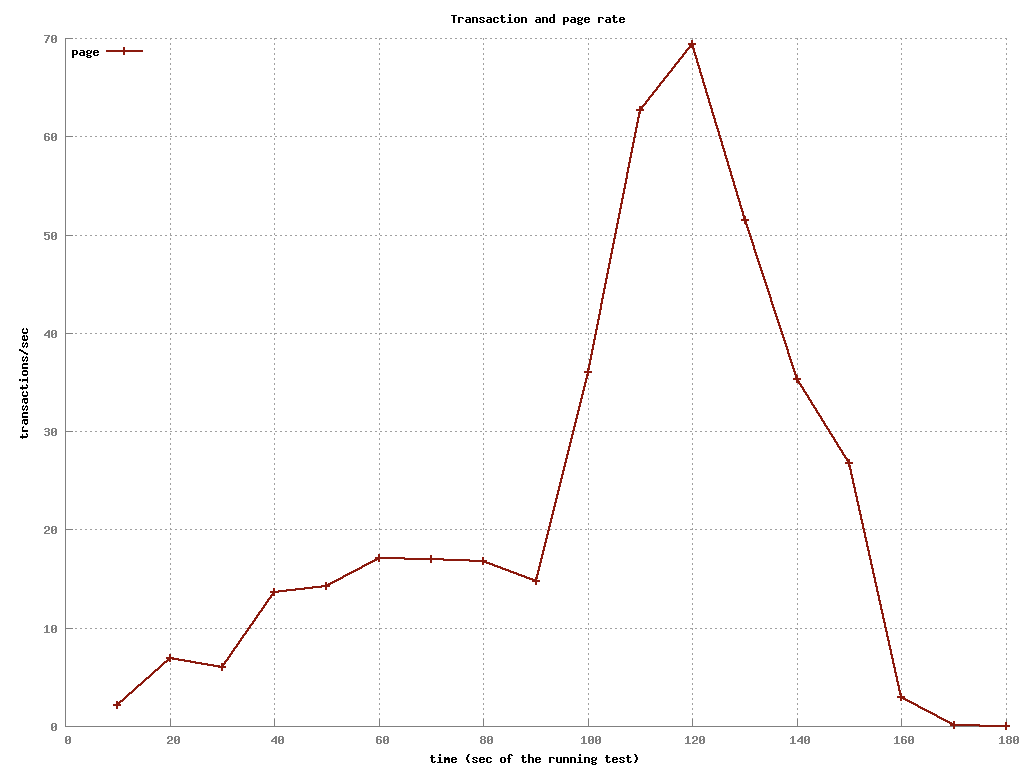 Transaction and page rate
70
page
60
50
40
30
20
10
0
transactions/sec
0 20 40 60 80 100 120 140 160 180
time (sec of the running test)